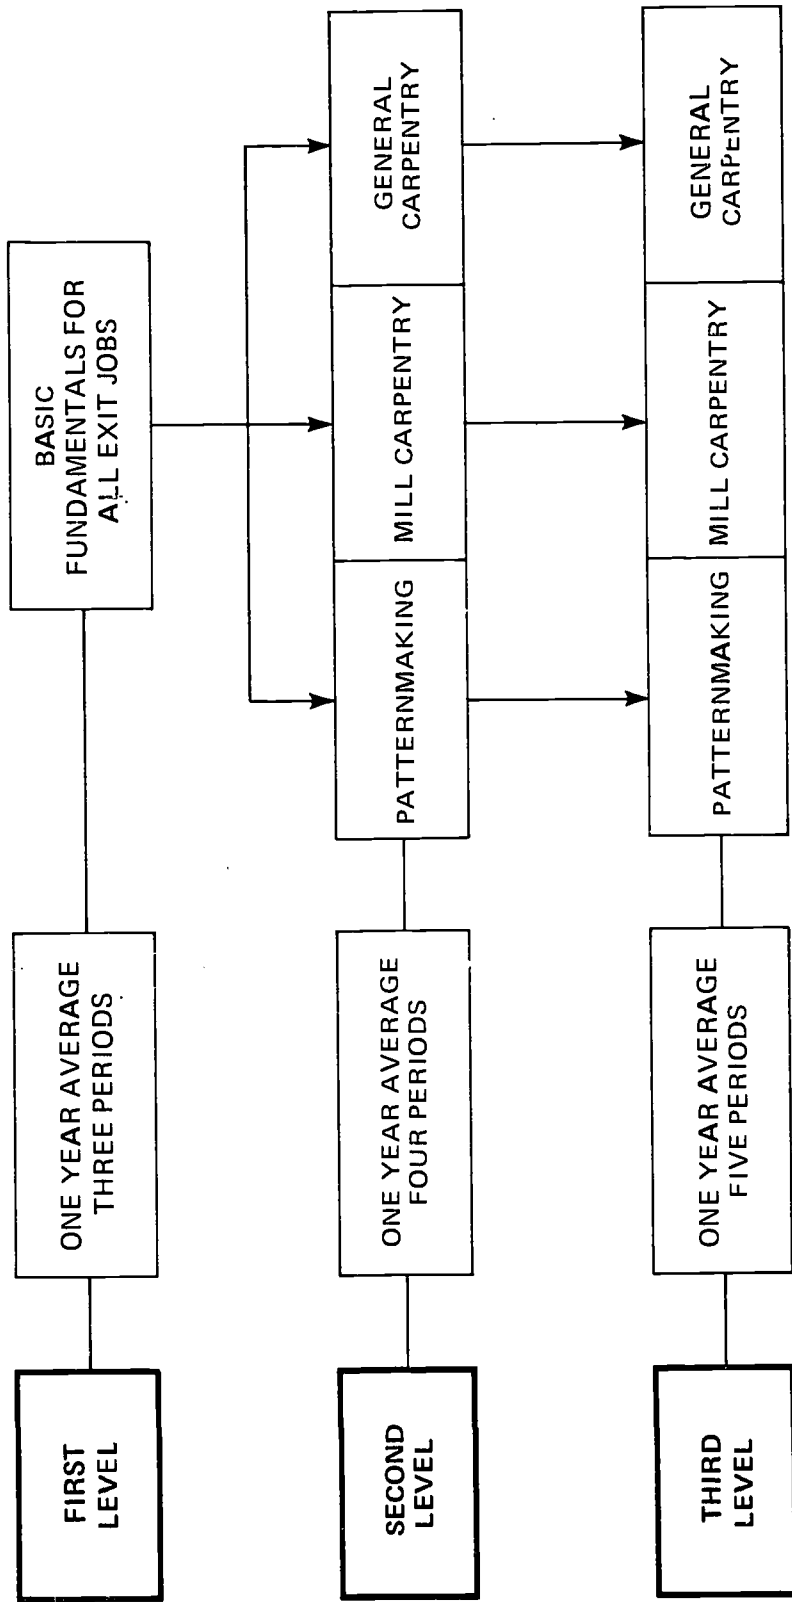 FIRST
LEVEL
ONE YEAR AVERAGE
THREE PERIODS
BASIC
FUNDAMENTALS FOR
ALL EXIT JOBS
SECOND
LEVEL
ONE YEAR AVERAGE
FOUR PERIODS
PATTERNMAKING
MILL CARPENTRY
GENERAL
CARPENTRY
THIRD
LEVEL
ONE YEAR AVERAGE
FIVE PERIODS
PATTERNMAKING
MILL CARPENTRY
GENERAL
CARPENTRY